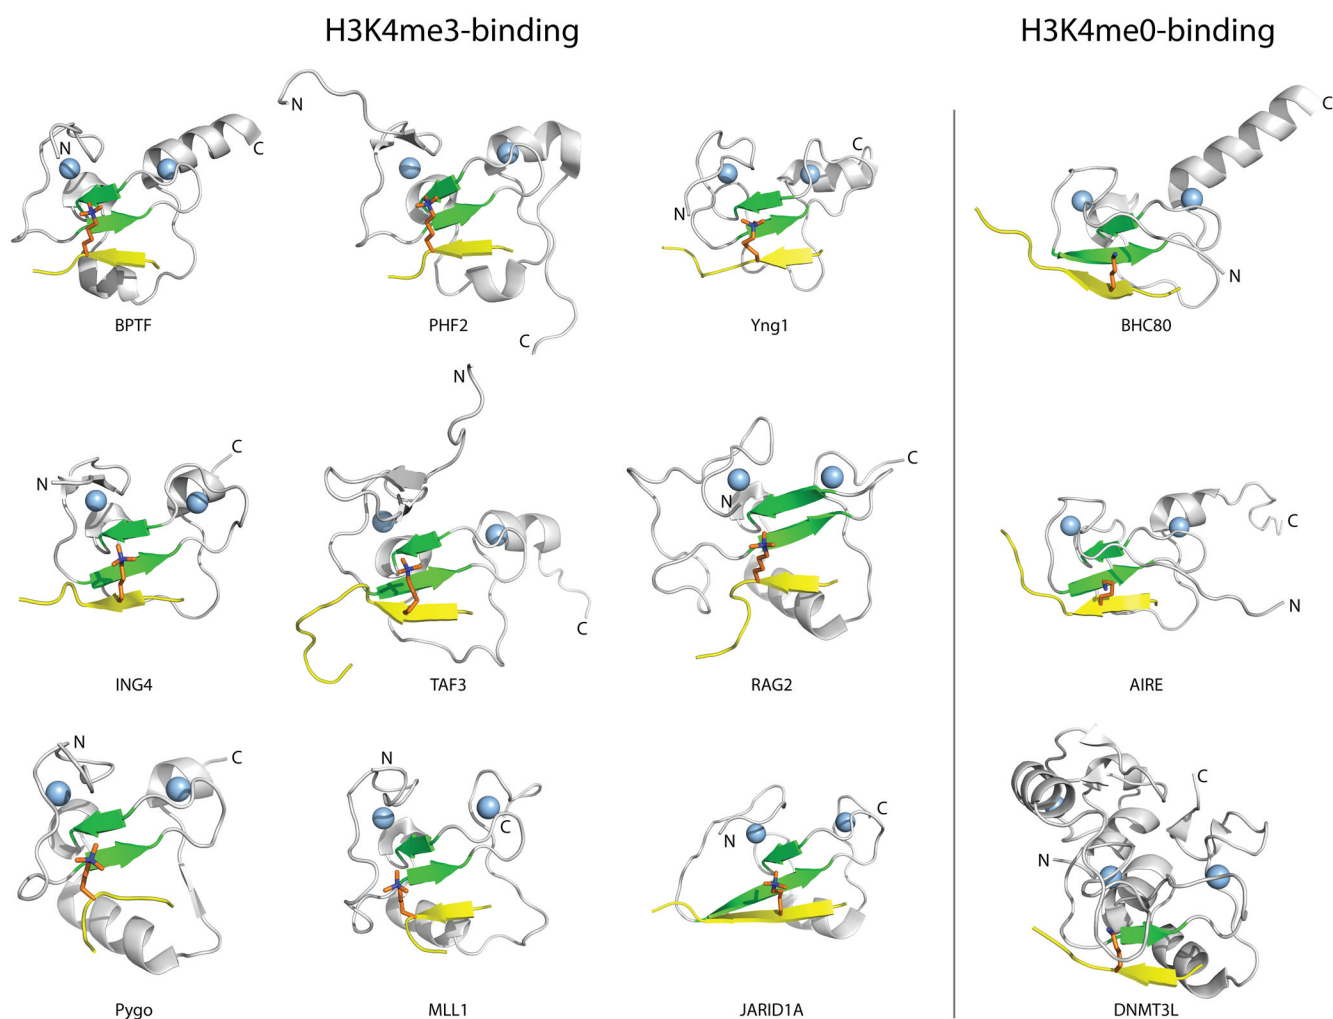 H3K4me3-binding
H3K4me0-binding
N
N
C
N
C
C
N
C
N
C
BPTF
PHF2
Yng1
BHC80
N
C
N
C
N
C
C
N
ING4
TAF3
RAG2
AIRE
N
C
N
C
N
C
N
C
Pygo
MLL1
JARID1A
DNMT3L